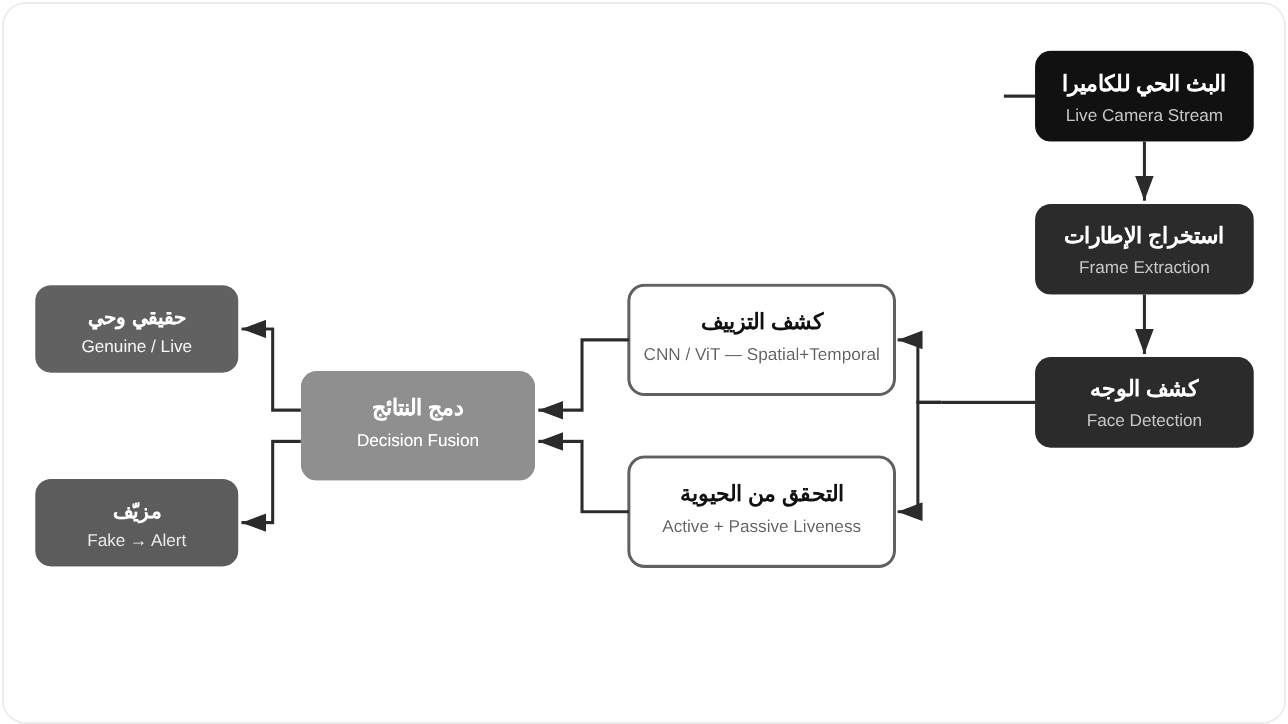 البث الحي للكاميرا
Live Camera Stream
استخراج الإطارات
Frame Extraction
كشف الوجه
Face Detection
كشف التزييف
CNN / ViT — Spatial+Temporal
التحقق من الحيوية
Active + Passive Liveness
دمج النتائج
Decision Fusion
حقيقي وحي
Genuine / Live
مزيّف
Fake → Alert